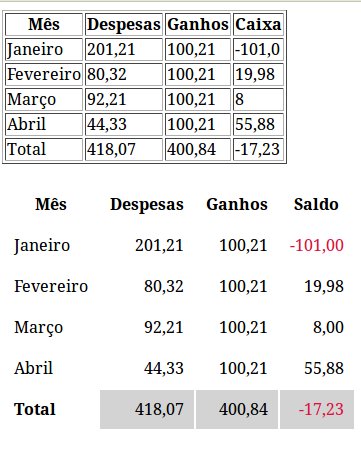 Mês Despesas Ganhos Caixa
Janeiro 201,21 100,21 -101,0
Fevereiro 80,32 100,21 19,98
Março 92,21 100,21 8
Abril 44,33 100,21 55,88
Total 418,07 400,84 -17,23
Mês Despesas Ganhos Saldo
Janeiro 201,21 100,21 -101,00
Fevereiro 80,32 100,21 19,98
Março 92,21 100,21 8,00
Abril 44,33 100,21 55,88
Total 418,07 400,84 -17,23